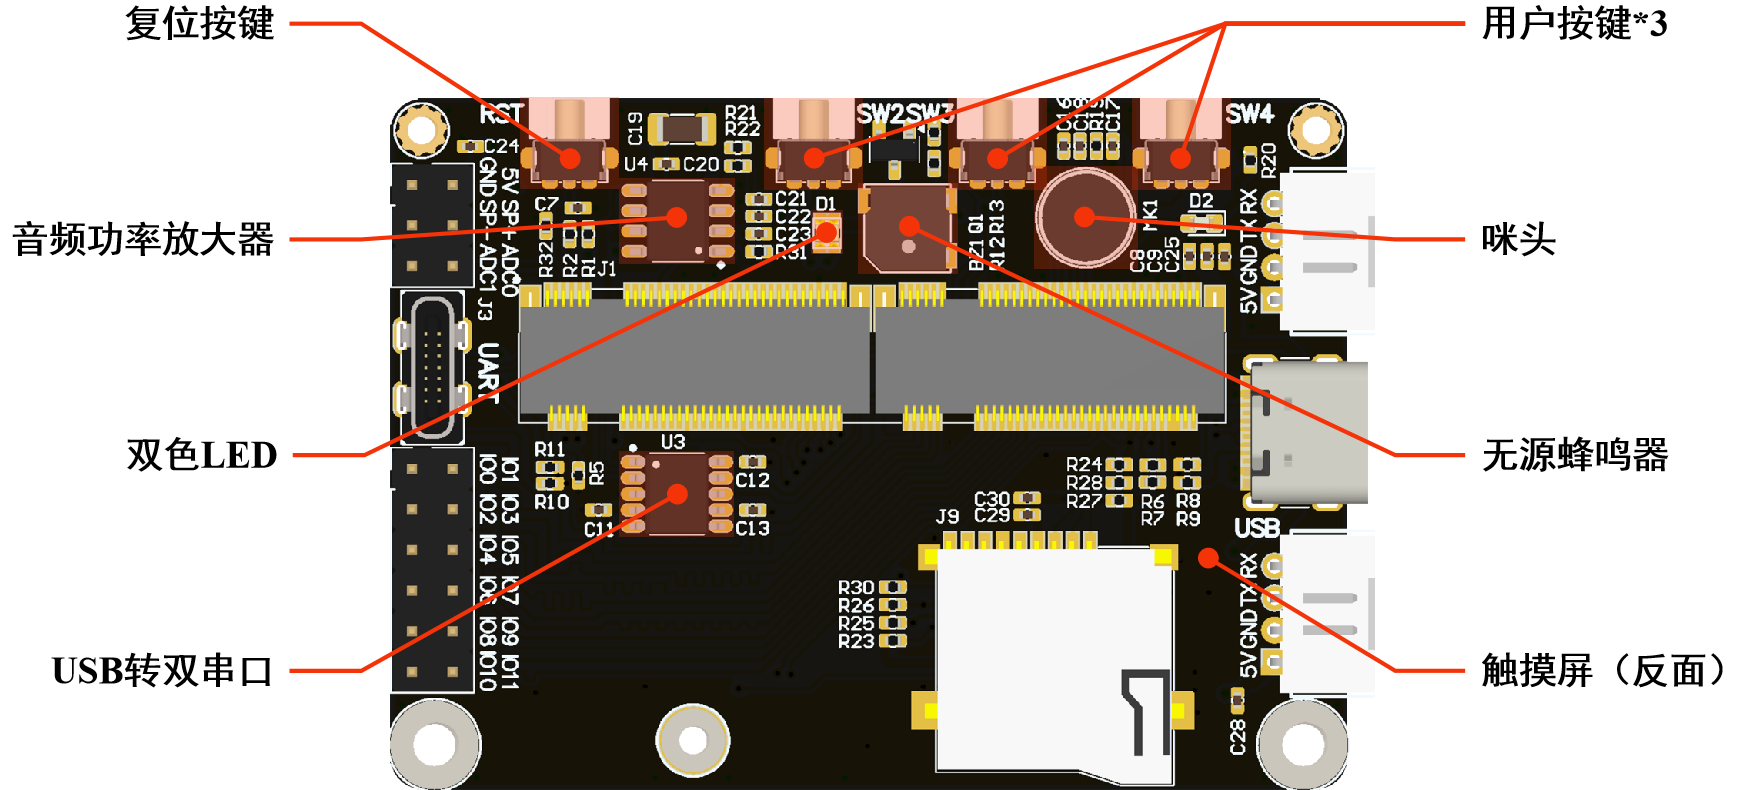 复位按键
用户按键*3
RST
C19
R21
R22
SW2
SW3
C17
SW4
C24
U4
C20
R20
GND
5V
SP-
SP+
ADC1
ADC0
C7
R32
R2
R1
J1
C21
C22
C23
R31
D1
BZ1
Q1
R12
R13
MK1
D2
C8
C9
C25
RX
TX
GND
5V
音频功率放大器
咪头
J3
UART
双色LED
无源蜂鸣器
R11
R10
R5
U3
C12
C11
C13
R24
R28
R27
R6
R7
R8
R9
C30
C29
J9
USB
IO0
IO1
IO2
IO3
IO4
IO5
IO6
IO7
IO8
IO9
IO10
IO11
R30
R26
R25
R23
RX
TX
GND
5V
USB转双串口
触摸屏（反面）
C28